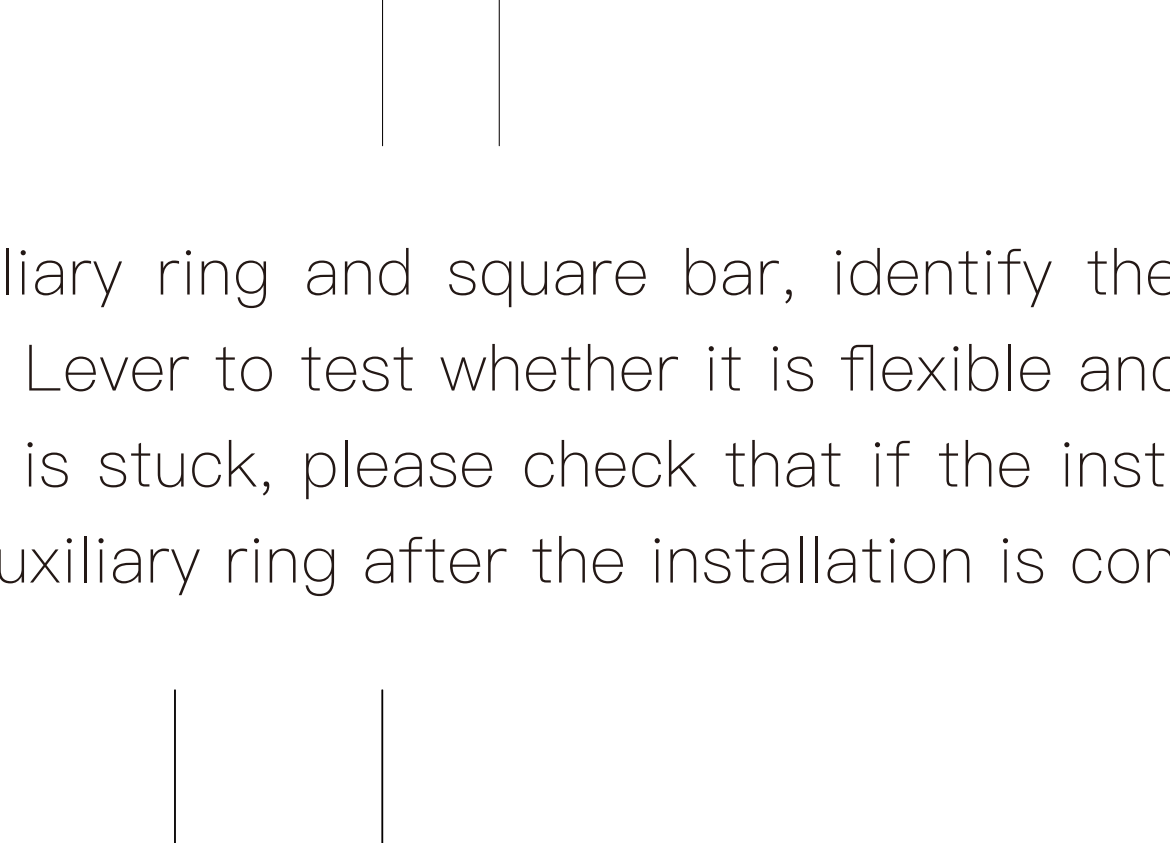 liary ring and square bar, identify the
Lever to test whether it is flexible and
is stuck, please check that if the inst
uxiliary ring after the installation is con